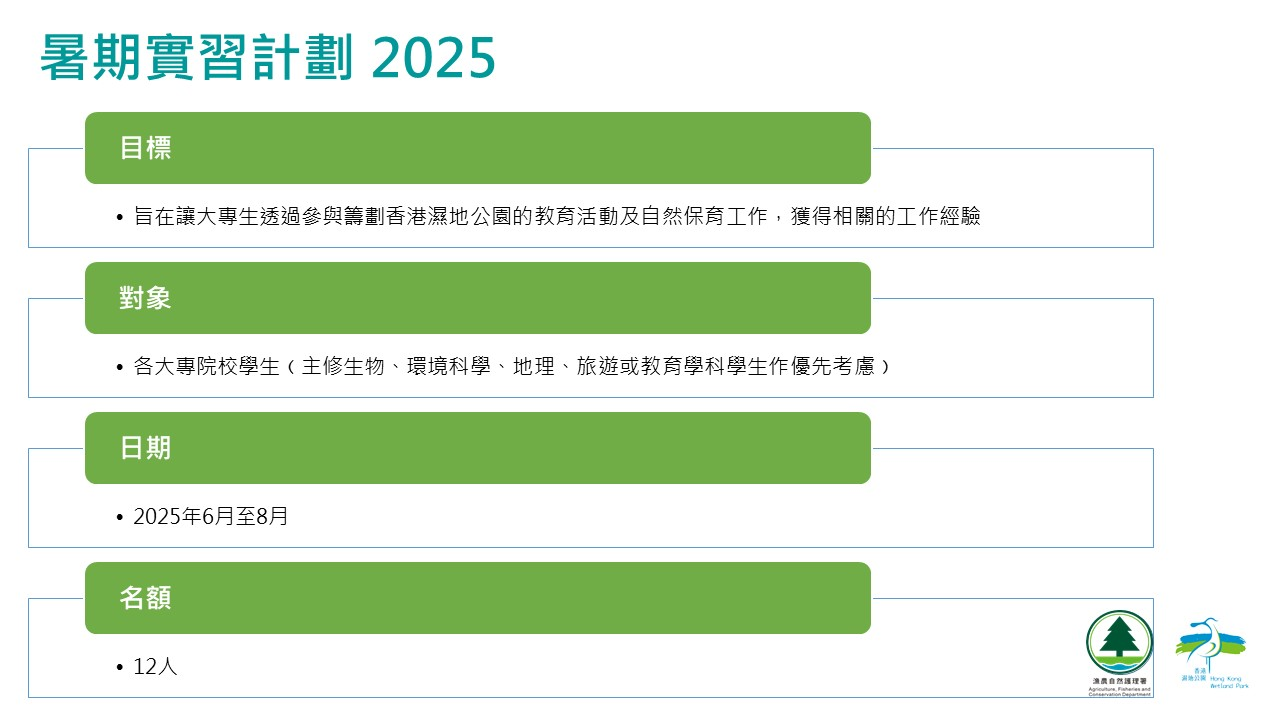 暑期實習計劃 2025
目標
• 旨在讓大專生透過參與籌劃香港濕地公園的教育活動及自然保育工作，獲得相關的工作經驗
對象
• 各大專院校學生（主修生物、環境科學、地理、旅遊或教育學科學生作優先考慮）
日期
• 2025年6月至8月
名額
• 12人
漁農自然護理署
Agriculture, Fisheries and
Conservation Department
香港
濕地公園
Hong Kong
Wetland Park